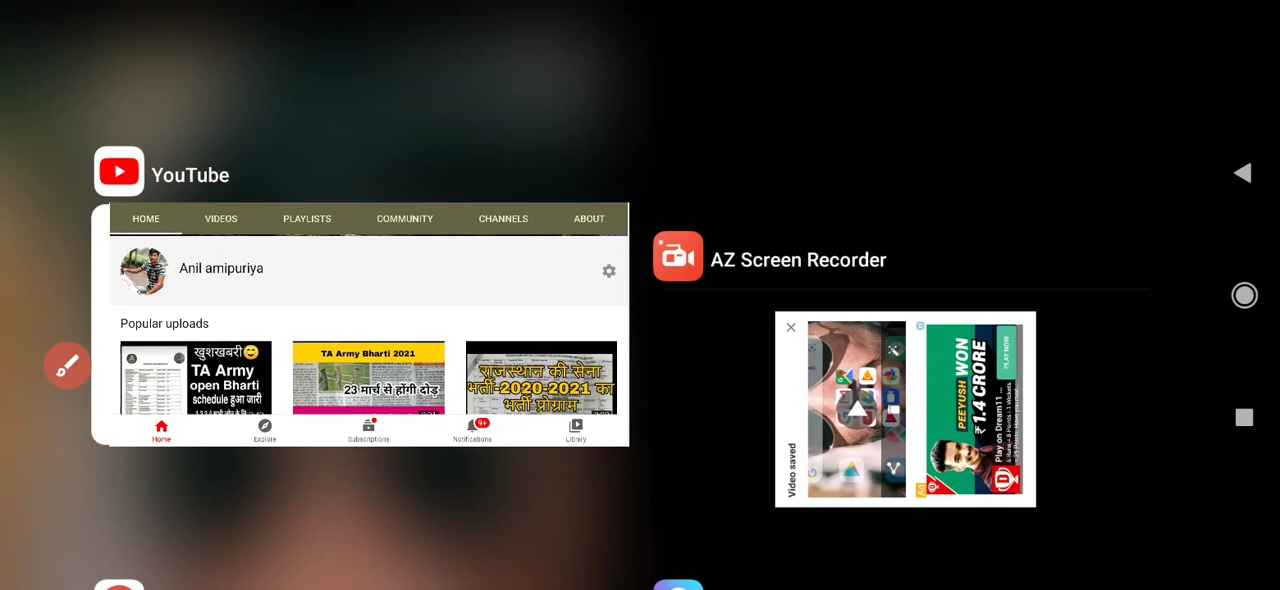 YouTube
HOME VIDEOS PLAYLISTS COMMUNITY CHANNELS ABOUT
Anil amipuriya
Popular uploads
खुशखबरी
TA Army
open Bharti
schedule हुआ जारी
TA Army Bharti 2021
23 मार्च से होंगी दोड़
राजस्थान की सेना
भर्ती-2020-2021 का
भर्ती प्रोग्राम
Home Explore Subscriptions Notifications Library
9+
AZ Screen Recorder
Video saved
Ad
PEEYUSH WON
₹ 1.4 CRORE
Play on Dream11 ...
PLAY NOW